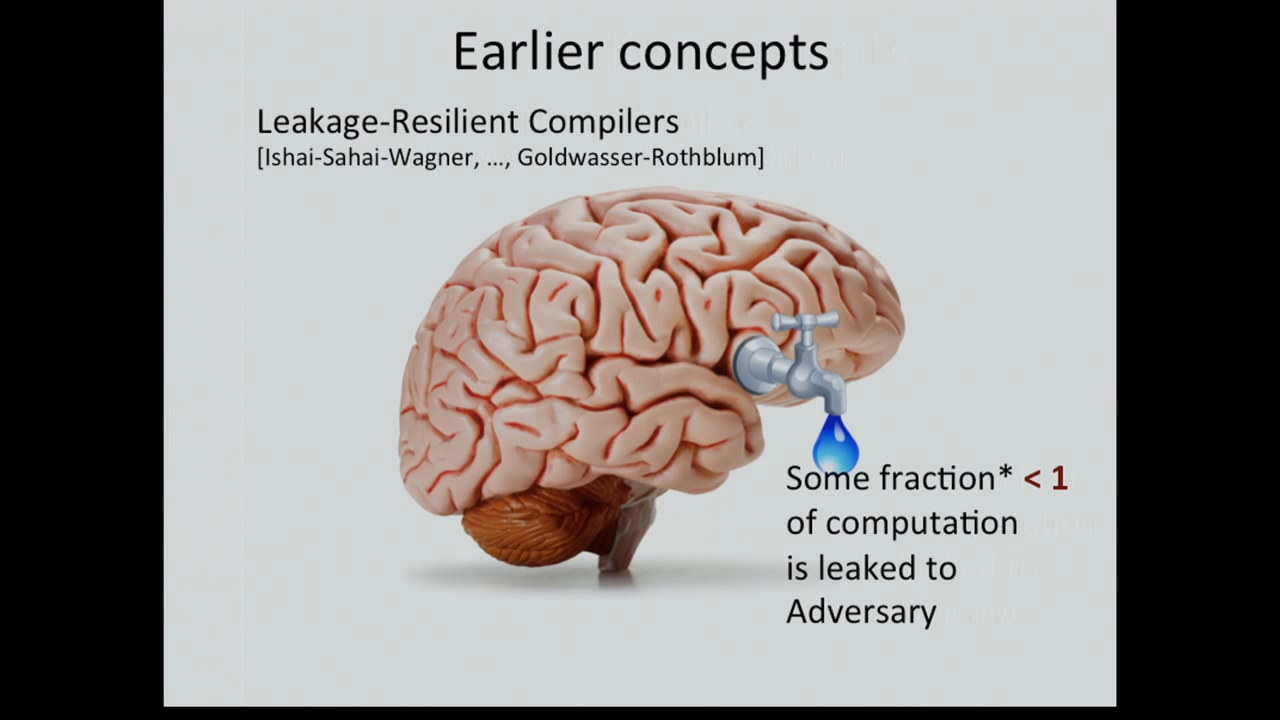 Earlier concepts
Leakage-Resilient Compilers
[Ishai-Sahai-Wagner, …, Goldwasser-Rothblum]
Some fraction* < 1
of computation
is leaked to
Adversary